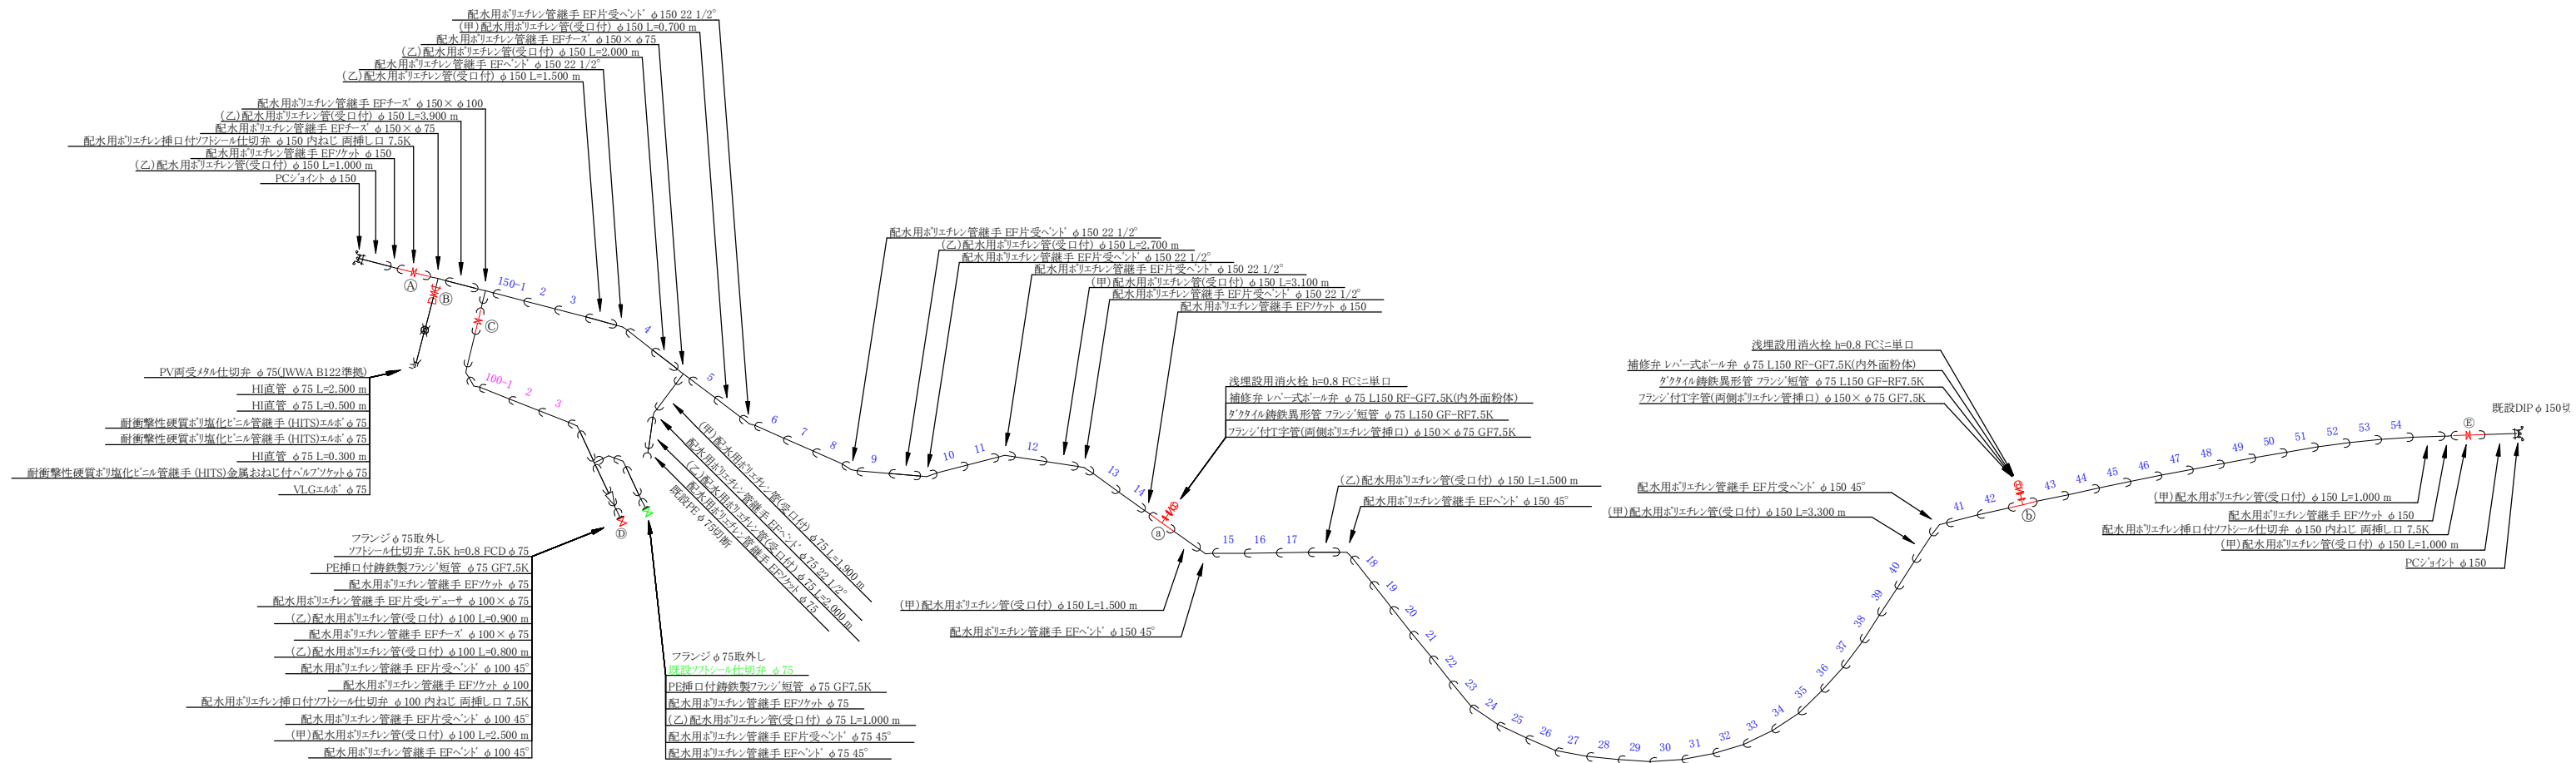 配水用ポリエチレン管継手 EF片受ベンド φ150 22 1/2°
(甲)配水用ポリエチレン管(受口付) φ150 L=0.700 m
配水用ポリエチレン管継手 EFチーズ φ150×φ75
(乙)配水用ポリエチレン管(受口付) φ150 L=2.000 m
配水用ポリエチレン管継手 EFベンド φ150 22 1/2°
(乙)配水用ポリエチレン管(受口付) φ150 L=1.500 m
配水用ポリエチレン管継手 EFチーズ φ150×φ100
(乙)配水用ポリエチレン管(受口付) φ150 L=3.900 m
配水用ポリエチレン管継手 EFチーズ φ150×φ75
配水用ポリエチレン挿口付ソフトシール仕切弁 φ150 内ねじ 両挿し口 7.5K
配水用ポリエチレン管継手 EFソケット φ150
(乙)配水用ポリエチレン管(受口付) φ150 L=1.000 m
PCジョイント φ150
Ⓐ
Ⓑ
Ⓒ
150-1
2
3
4
5
6
7
8
9
10
11
12
13
14
配水用ポリエチレン管継手 EF片受ベンド φ150 22 1/2°
(乙)配水用ポリエチレン管(受口付) φ150 L=2.700 m
配水用ポリエチレン管継手 EF片受ベンド φ150 22 1/2°
配水用ポリエチレン管継手 EF片受ベンド φ150 22 1/2°
(甲)配水用ポリエチレン管(受口付) φ150 L=3.100 m
配水用ポリエチレン管継手 EF片受ベンド φ150 22 1/2°
配水用ポリエチレン管継手 EFソケット φ150
PV両受メタル仕切弁 φ75(JWWA B122準拠)
HI直管 φ75 L=2.500 m
HI直管 φ75 L=0.500 m
耐衝撃性硬質ポリ塩化ビニル管継手(HITS)エルボφ75
耐衝撃性硬質ポリ塩化ビニル管継手(HITS)エルボφ75
HI直管 φ75 L=0.300 m
耐衝撃性硬質ポリ塩化ビニル管継手(HITS)金属おねじ付バルブソケットφ75
VLGエルボ φ75
100-1
2
3
(甲)配水用ポリエチレン管(受口付) φ75 L=1.900 m
配水用ポリエチレン管継手 EFベンド φ75 22 1/2°
(乙)配水用ポリエチレン管(受口付) φ75 L=2.000 m
配水用ポリエチレン管継手 EFソケット φ75
既設PEφ75切断
Ⓓ
フランジφ75取外し
ソフトシール仕切弁 7.5K h=0.8 FCDφ75
PE挿口付鋳鉄製フランジ短管 φ75 GF7.5K
配水用ポリエチレン管継手 EFソケット φ75
配水用ポリエチレン管継手 EF片受レデューサ φ100×φ75
(乙)配水用ポリエチレン管(受口付) φ100 L=0.900 m
配水用ポリエチレン管継手 EFチーズ φ100×φ75
(乙)配水用ポリエチレン管(受口付) φ100 L=0.800 m
配水用ポリエチレン管継手 EF片受ベンド φ100 45°
配水用ポリエチレン管継手 EFソケット φ100
配水用ポリエチレン挿口付ソフトシール仕切弁 φ100 内ねじ 両挿し口 7.5K
配水用ポリエチレン管継手 EF片受ベンド φ100 45°
(甲)配水用ポリエチレン管(受口付) φ100 L=2.500 m
配水用ポリエチレン管継手 EFベンド φ100 45°
フランジφ75取外し
既設ソフトシール仕切弁 φ75
PE挿口付鋳鉄製フランジ短管 φ75 GF7.5K
配水用ポリエチレン管継手 EFソケット φ75
(乙)配水用ポリエチレン管(受口付) φ75 L=1.000 m
配水用ポリエチレン管継手 EF片受ベンド φ75 45°
配水用ポリエチレン管継手 EFベンド φ75 45°
浅埋設用消火栓 h=0.8 FCミニ単口
補修弁 レバー式ボール弁 φ75 L150 RF-GF7.5K(内外面粉体)
ダクタイル鋳鉄異形管 フランジ短管 φ75 L150 GF-RF7.5K
フランジ付T字管(両側ポリエチレン管挿口) φ150×φ75 GF7.5K
ⓐ
(甲)配水用ポリエチレン管(受口付) φ150 L=1.500 m
配水用ポリエチレン管継手 EFベンド φ150 45°
15
16
17
(乙)配水用ポリエチレン管(受口付) φ150 L=1.500 m
配水用ポリエチレン管継手 EFベンド φ150 45°
18
19
20
21
22
23
24
25
26
27
28
29
30
31
32
33
34
35
36
37
38
39
40
配水用ポリエチレン管継手 EF片受ベンド φ150 45°
(甲)配水用ポリエチレン管(受口付) φ150 L=3.300 m
浅埋設用消火栓 h=0.8 FCミニ単口
補修弁 レバー式ボール弁 φ75 L150 RF-GF7.5K(内外面粉体)
ダクタイル鋳鉄異形管 フランジ短管 φ75 L150 GF-RF7.5K
フランジ付T字管(両側ポリエチレン管挿口) φ150×φ75 GF7.5K
41
42
ⓑ
43
44
45
46
47
48
49
50
51
52
53
54
Ⓔ
既設DIPφ150切
(甲)配水用ポリエチレン管(受口付) φ150 L=1.000 m
配水用ポリエチレン管継手 EFソケット φ150
配水用ポリエチレン挿口付ソフトシール仕切弁 φ150 内ねじ 両挿し口 7.5K
(甲)配水用ポリエチレン管(受口付) φ150 L=1.000 m
PCジョイント φ150